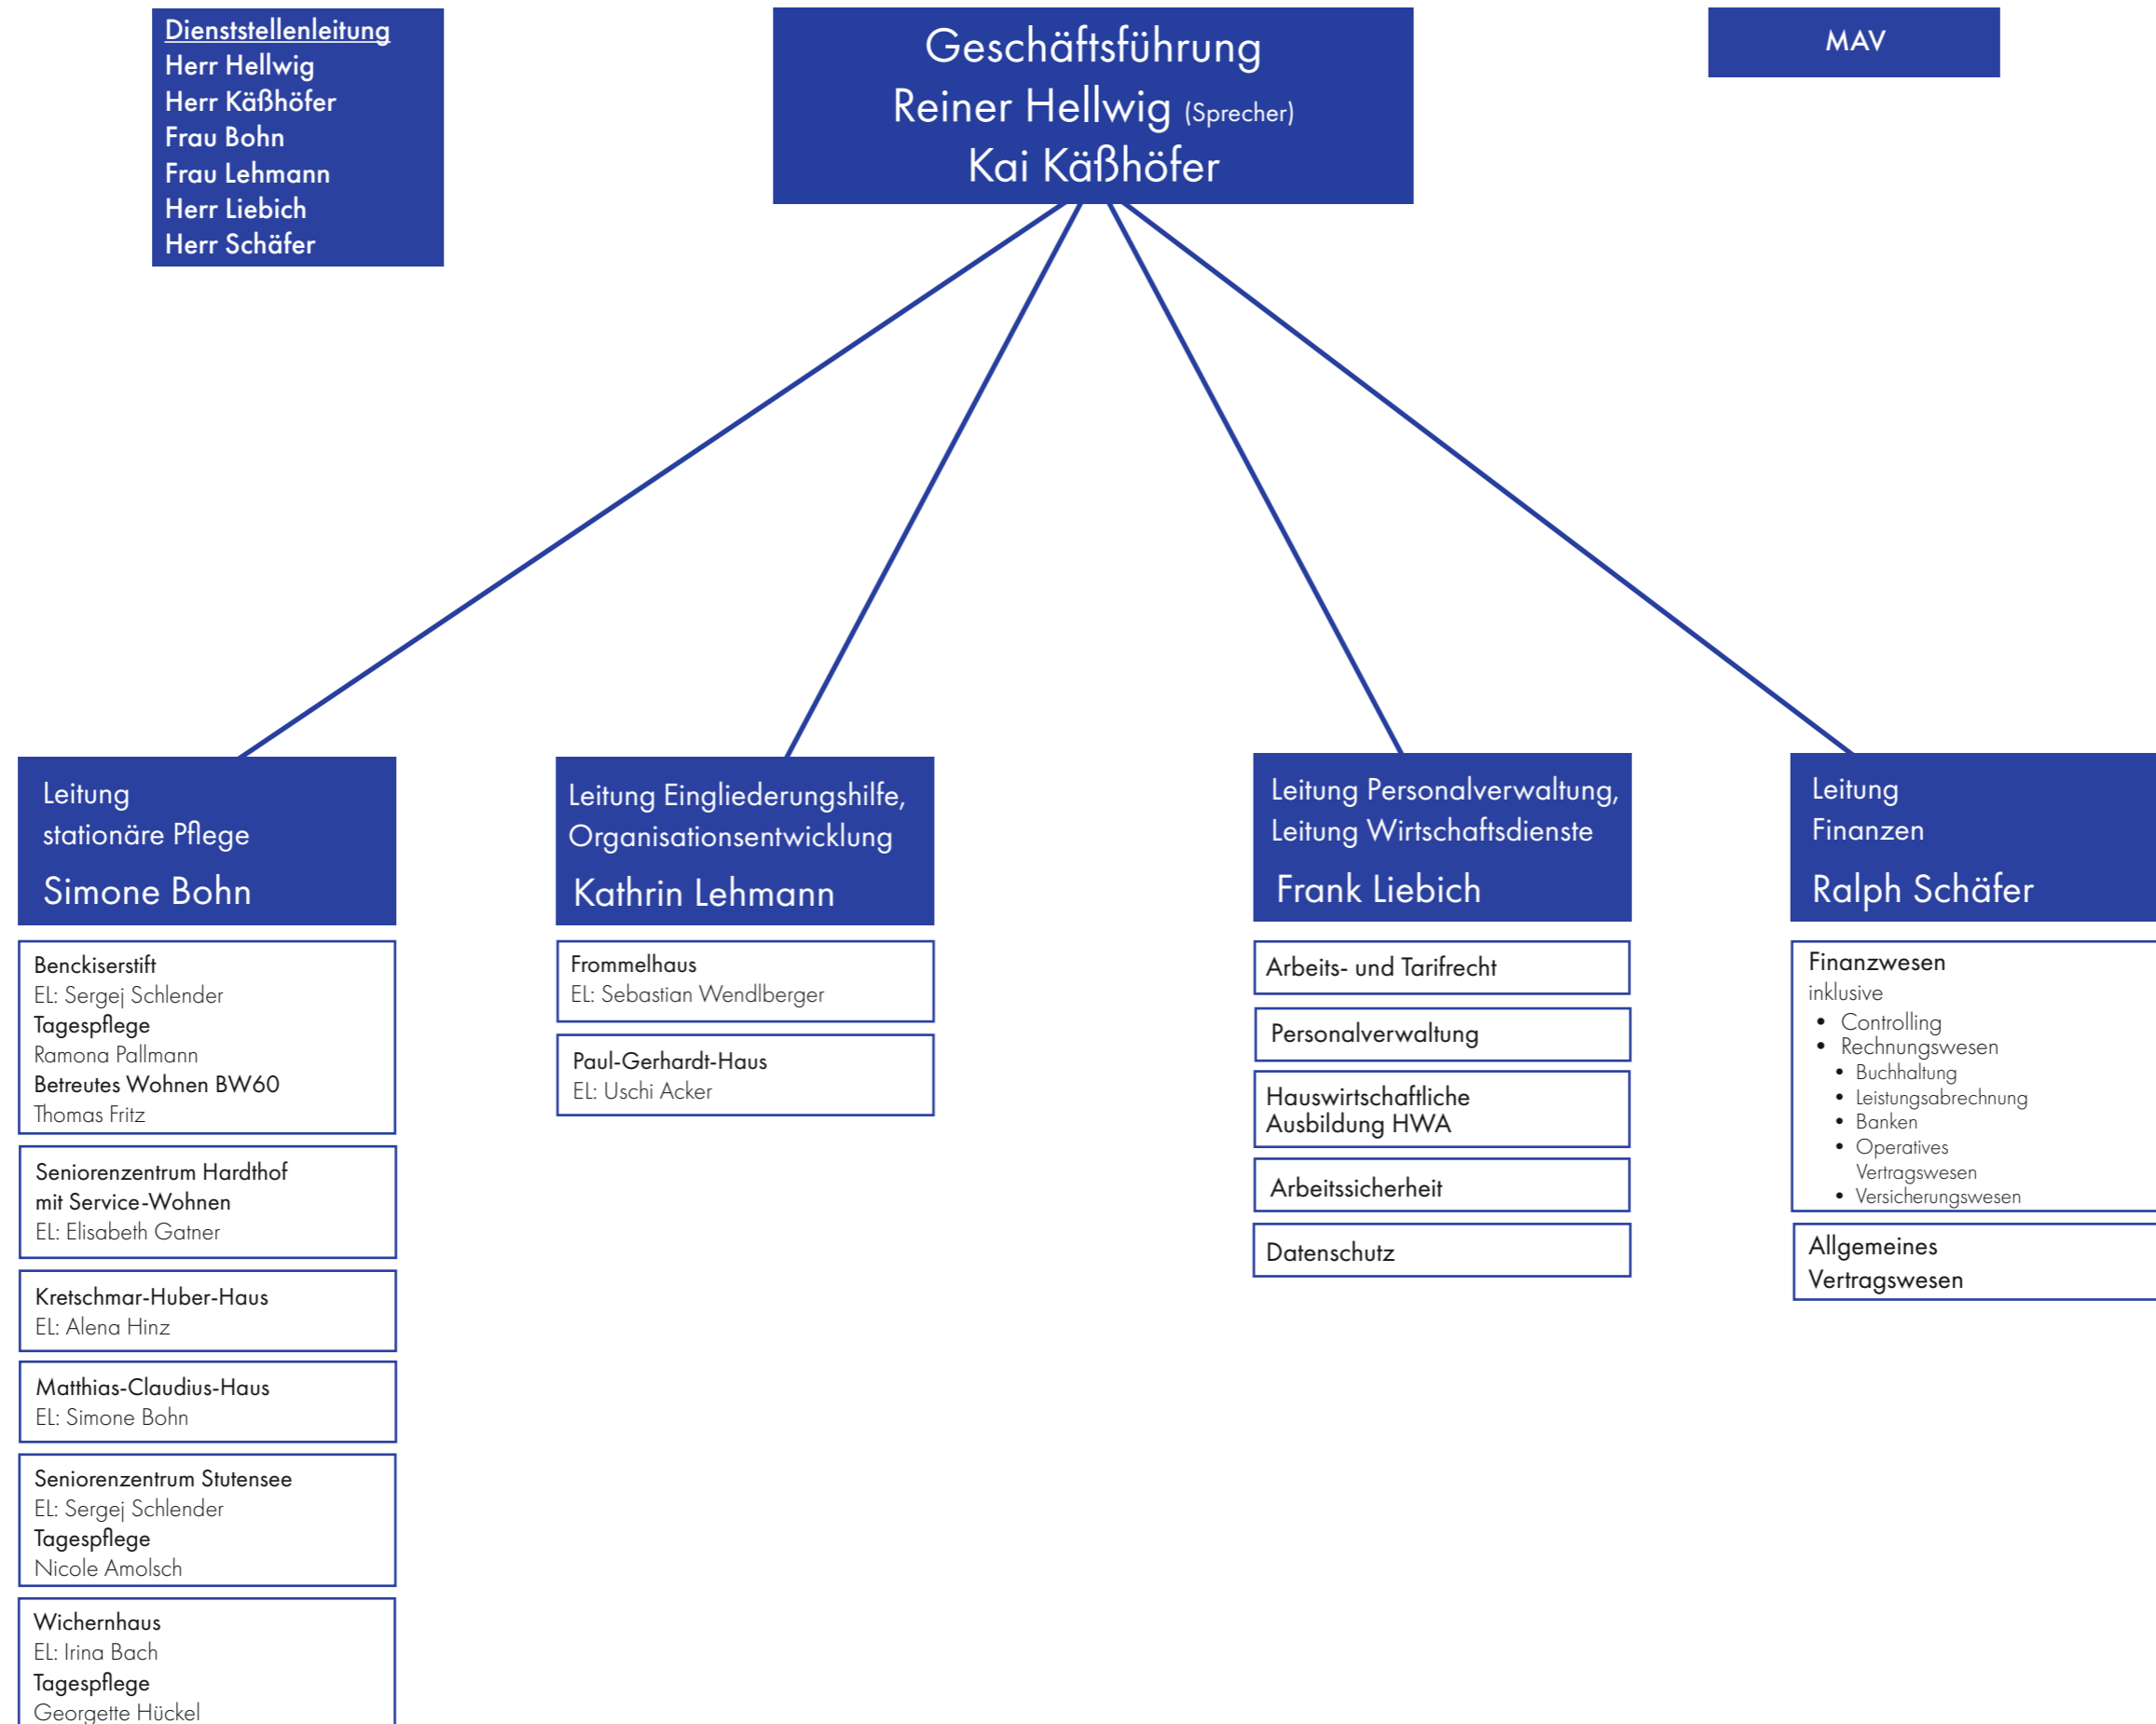 Dienststellenleitung
Herr Hellwig
Herr Käßhöfer
Frau Bohn
Frau Lehmann
Herr Liebich
Herr Schäfer
Geschäftsführung
Reiner Hellwig (Sprecher)
Kai Käßhöfer
MAV
Leitung
stationäre Pflege
Simone Bohn
Benckiserstift
EL: Sergej Schlender
Tagespflege
Ramona Pallmann
Betreutes Wohnen BW60
Thomas Fritz
Seniorenzentrum Hardthof
mit Service-Wohnen
EL: Elisabeth Gatner
Kretschmar-Huber-Haus
EL: Alena Hinz
Matthias-Claudius-Haus
EL: Simone Bohn
Seniorenzentrum Stutensee
EL: Sergej Schlender
Tagespflege
Nicole Amolsch
Wichernhaus
EL: Irina Bach
Tagespflege
Georgette Hückel
Leitung Eingliederungshilfe,
Organisationsentwicklung
Kathrin Lehmann
Frommelhaus
EL: Sebastian Wendlberger
Paul-Gerhardt-Haus
EL: Uschi Acker
Leitung Personalverwaltung,
Leitung Wirtschaftsdienste
Frank Liebich
Arbeits- und Tarifrecht
Personalverwaltung
Hauswirtschaftliche
Ausbildung HWA
Arbeitssicherheit
Datenschutz
Leitung
Finanzen
Ralph Schäfer
Finanzwesen
inklusive
• Controlling
• Rechnungswesen
• Buchhaltung
• Leistungsabrechnung
• Banken
• Operatives
Vertragswesen
• Versicherungswesen
Allgemeines
Vertragswesen